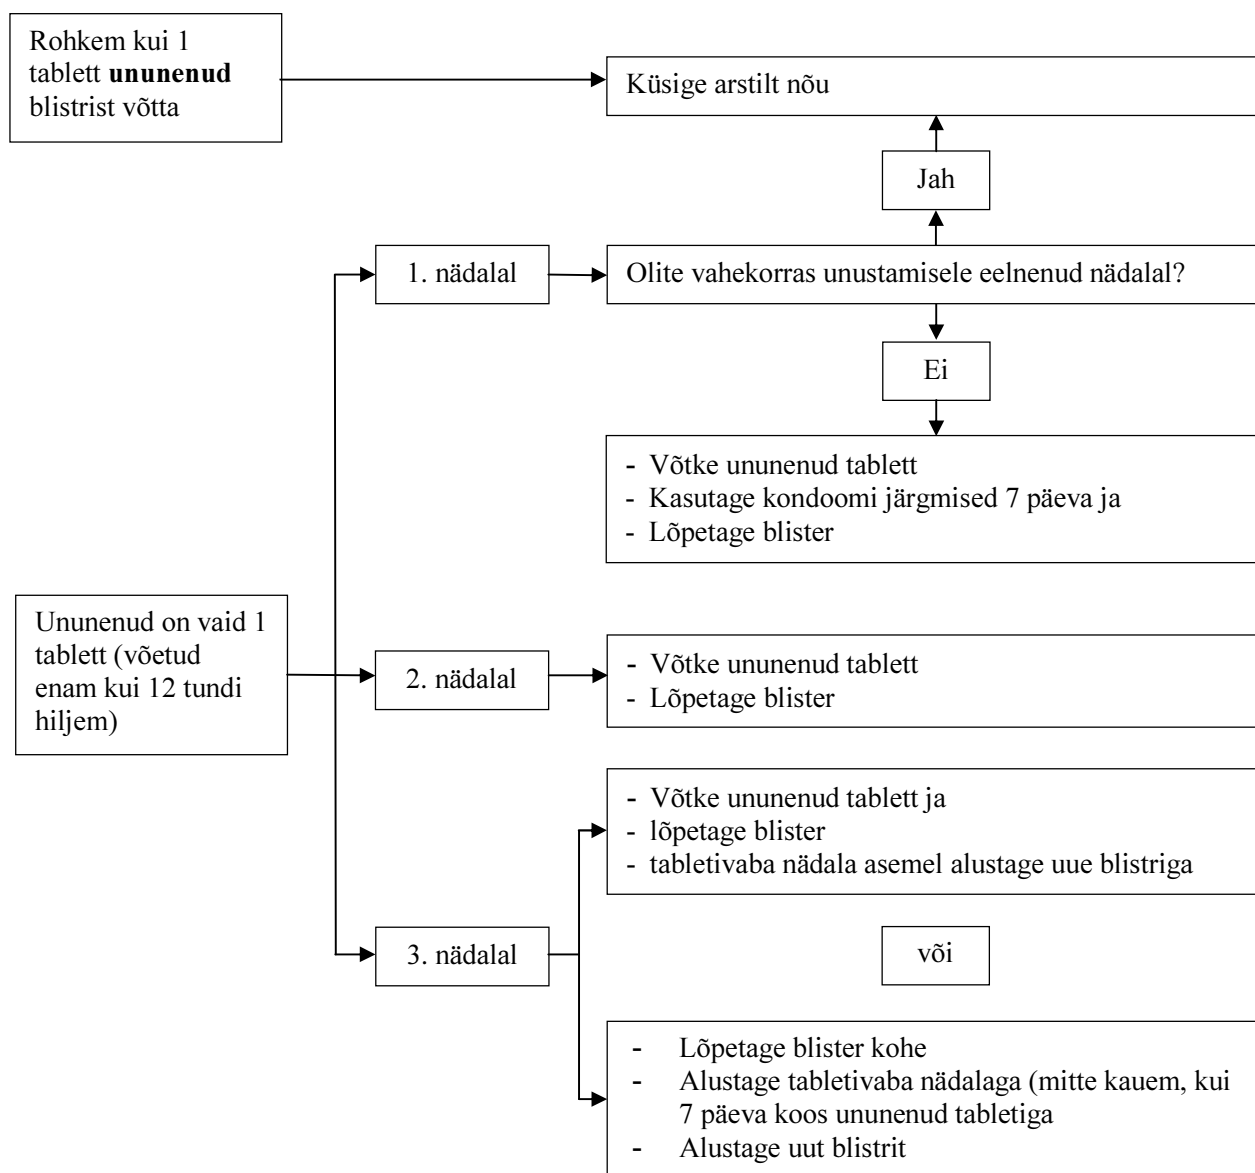 Rohkem kui 1
tablett ununenud
blistrist võtta
Küsige arstilt nõu
Jah
1. nädalal
Olite vahekorras unustamisele eelnenud nädalal?
Ei
- Võtke ununenud tablett
- Kasutage kondoomi järgmised 7 päeva ja
- Lõpetage blister
Ununenud on vaid 1
tablett (võetud
enam kui 12 tundi
hiljem)
2. nädalal
- Võtke ununenud tablett
- Lõpetage blister
- Võtke ununenud tablett ja
- lõpetage blister
- tabletivaba nädala asemel alustage uue blistriga
3. nädalal
või
- Lõpetage blister kohe
- Alustage tabletivaba nädalaga (mitte kauem, kui
7 päeva koos ununenud tabletiga
- Alustage uut blistrit